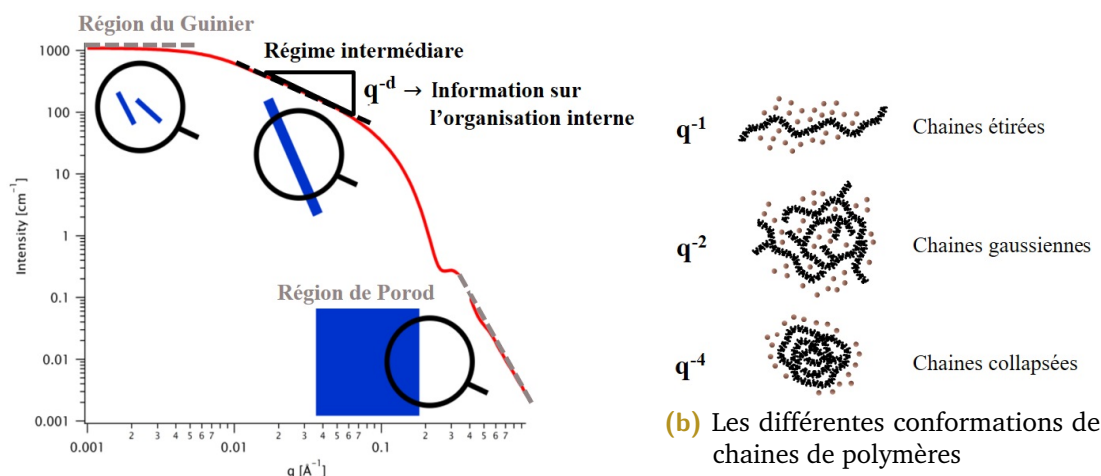 Région du Guinier
Régime intermédiare
q-d → Information sur
l'organisation interne
Région de Porod
Intensity [cm-1]
1000
100
10
1
0.1
0.01
0.001
0.001
2
4
5
6
7
0.01
2
3
4
5
6
7
0.1
2
3
4
5
6
7
q [Å-1]
q-1
Chaines étirées
q-2
Chaines gaussiennes
q-4
Chaines collapsées
(b) Les différentes conformations de
chaines de polymères